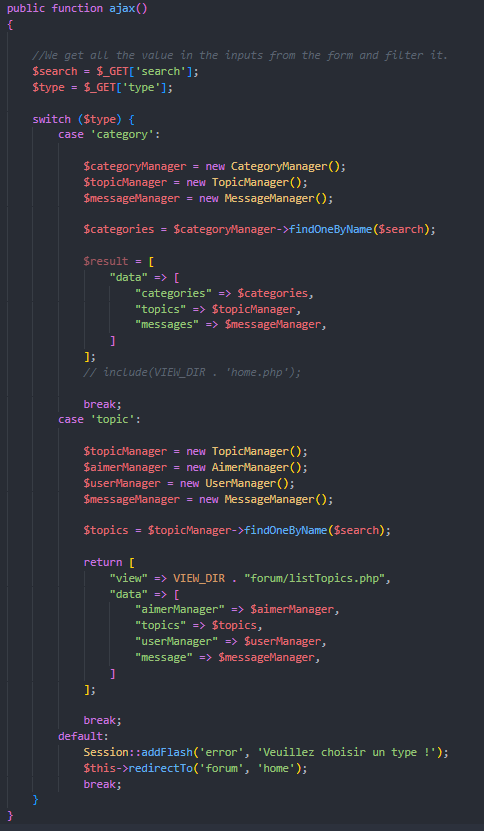 public function ajax()
{
//We get all the value in the inputs from the form and filter it.
$search = $_GET['search'];
$type = $_GET['type'];
switch ($type) {
case 'category':
$categoryManager = new CategoryManager();
$topicManager = new TopicManager();
$messageManager = new MessageManager();
$categories = $categoryManager->findOneByName($search);
$result = [
"data" => [
"categories" => $categories,
"topics" => $topicManager,
"messages" => $messageManager,
]
];
// include(VIEW_DIR . 'home.php');
break;
case 'topic':
$topicManager = new TopicManager();
$aimerManager = new AimerManager();
$userManager = new UserManager();
$messageManager = new MessageManager();
$topics = $topicManager->findOneByName($search);
return [
"view" => VIEW_DIR . "forum/listTopics.php",
"data" => [
"aimerManager" => $aimerManager,
"topics" => $topics,
"userManager" => $userManager,
"message" => $messageManager,
]
];
break;
default:
Session::addFlash('error', 'Veuillez choisir un type !');
$this->redirectTo('forum', 'home');
break;
}
}